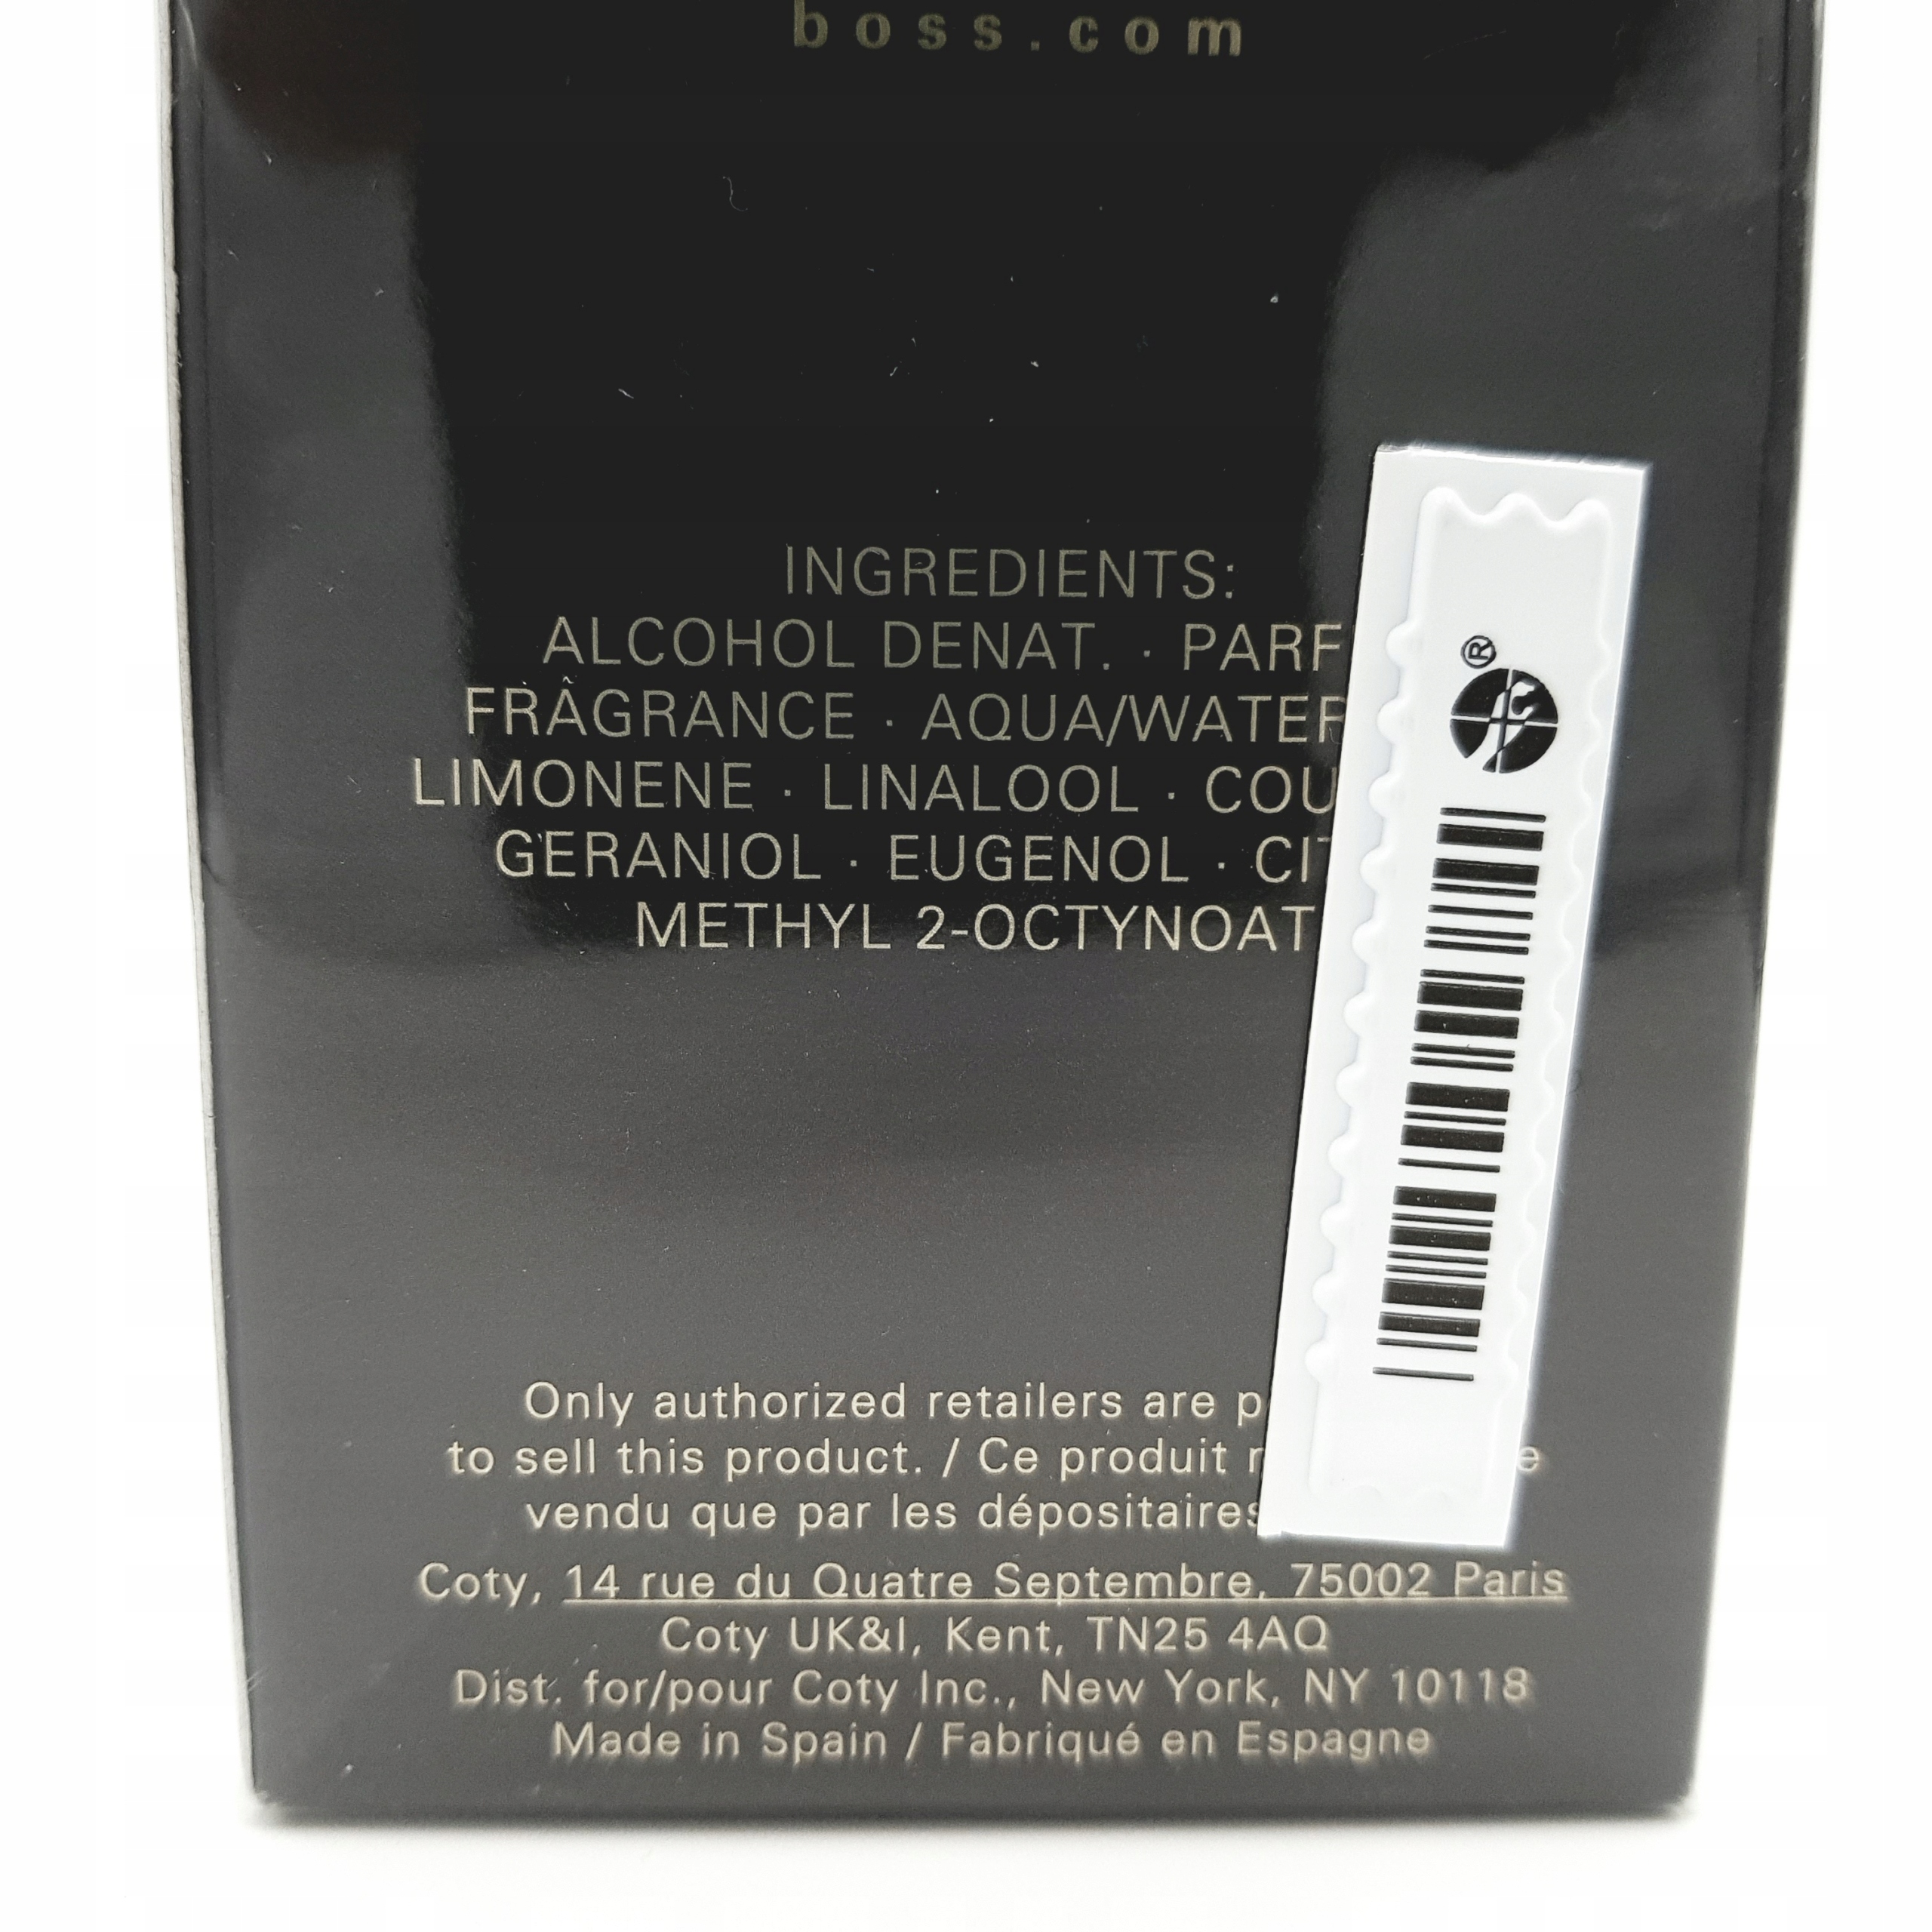 boss.com
INGREDIENTS:
ALCOHOL DENAT. · PARF
FRAGRANCE · AQUA/WATER
LIMONENE · LINALOOL · COU
GERANIOL · EUGENOL · CIT
METHYL 2-OCTYNOAT
Only authorized retailers are p
to sell this product. / Ce produit e
vendu que par les dépositaires
Coty, 14 rue du Quatre Septembre, 75002 Paris
Coty UK&I, Kent, TN25 4AQ
Dist. for/pour Coty Inc., New York, NY 10118
Made in Spain / Fabriqué en Espagne